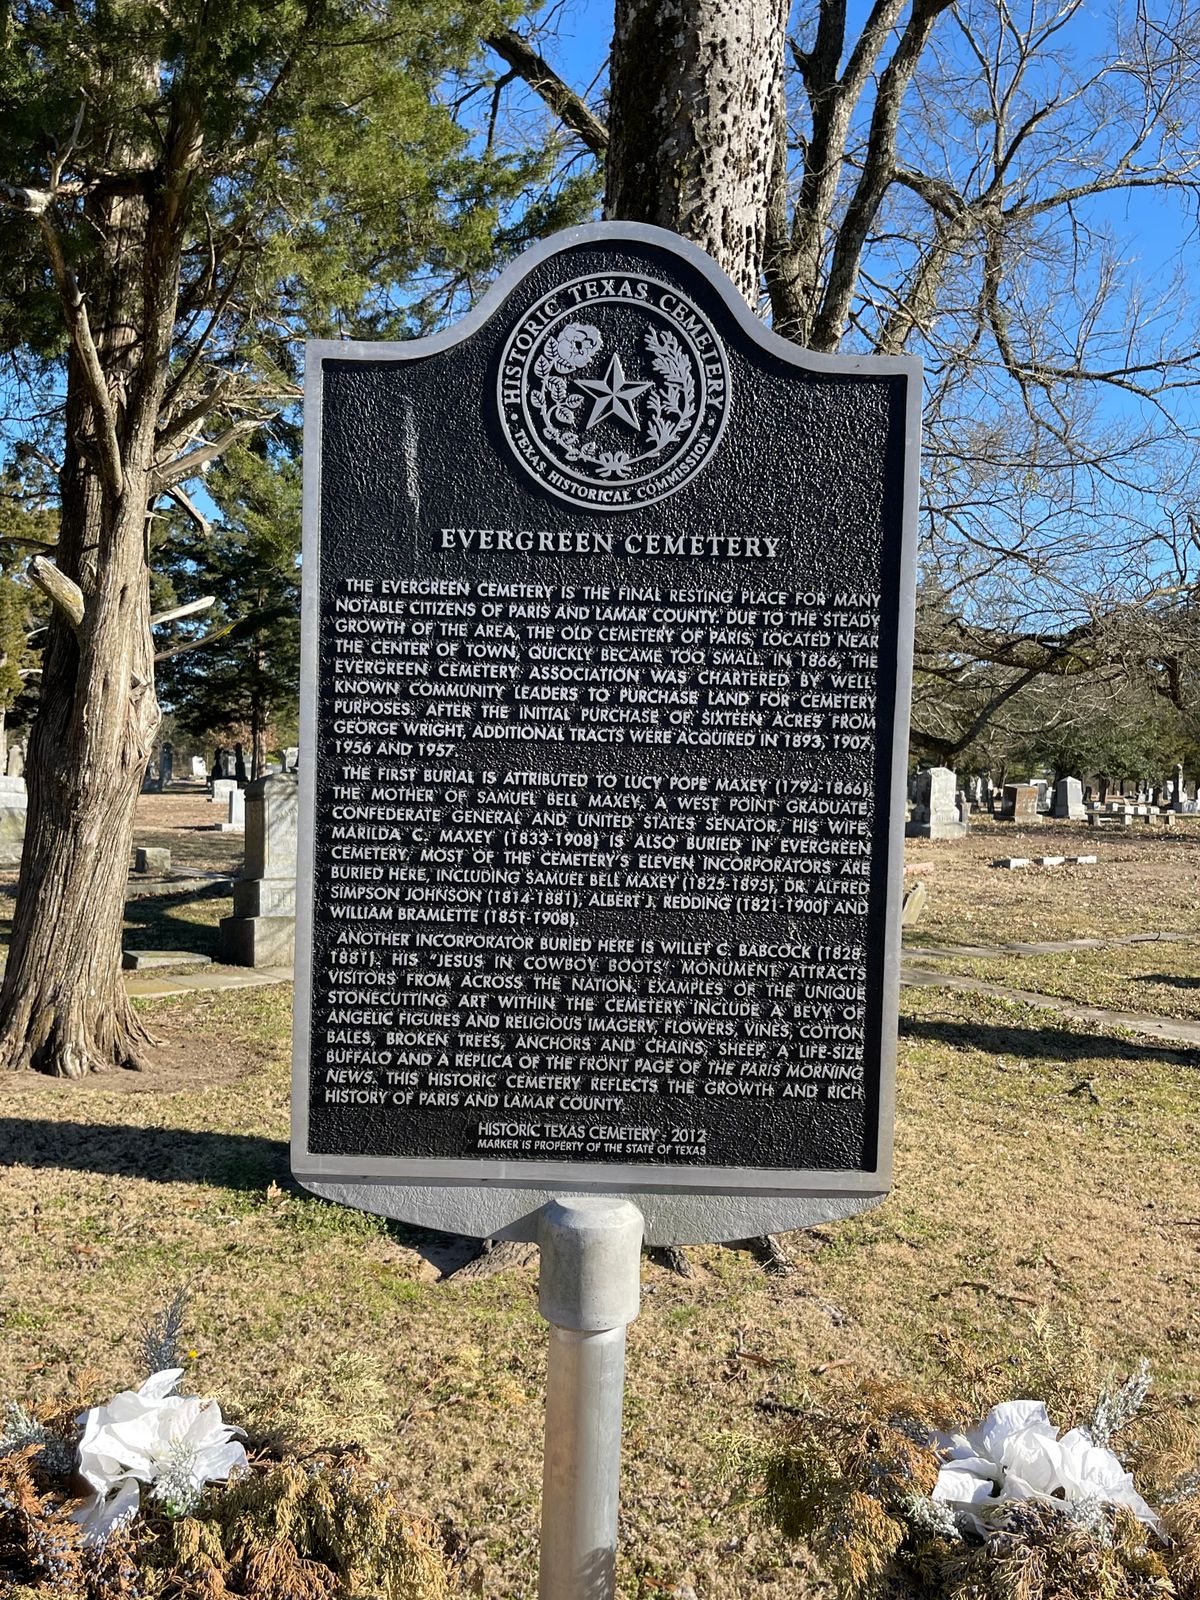 HISTORIC TEXAS CEMETERY
TEXAS HISTORICAL COMMISSION
EVERGREEN CEMETERY
THE EVERGREEN CEMETERY IS THE FINAL RESTING PLACE FOR MANY
NOTABLE CITIZENS OF PARIS AND LAMAR COUNTY. DUE TO THE STEADY
GROWTH OF THE AREA, THE OLD CEMETERY OF PARIS, LOCATED NEAR
THE CENTER OF TOWN, QUICKLY BECAME TOO SMALL. IN 1866, THE
EVERGREEN CEMETERY ASSOCIATION WAS CHARTERED BY WELL
KNOWN COMMUNITY LEADERS TO PURCHASE LAND FOR CEMETERY
PURPOSES. AFTER THE INITIAL PURCHASE OF SIXTEEN ACRES FROM
GEORGE WRIGHT, ADDITIONAL TRACTS WERE ACQUIRED IN 1893, 1907,
1956 AND 1957.
THE FIRST BURIAL IS ATTRIBUTED TO LUCY POPE MAXEY (1794-1866),
THE MOTHER OF SAMUEL BELL MAXEY, A WEST POINT GRADUATE,
CONFEDERATE GENERAL AND UNITED STATES SENATOR. HIS WIFE,
MARILDA C. MAXEY (1833-1908) IS ALSO BURIED IN EVERGREEN
CEMETERY. MOST OF THE CEMETERY'S ELEVEN INCORPORATORS ARE
BURIED HERE, INCLUDING SAMUEL BELL MAXEY (1825-1895), DR. ALFRED
SIMPSON JOHNSON (1814-1881), ALBERT J. REDDING (1821-1900) AND
WILLIAM BRAMLETTE (1851-1908).
ANOTHER INCORPORATOR BURIED HERE IS WILLET C. BABCOCK (1828-
1881). HIS "JESUS IN COWBOY BOOTS" MONUMENT ATTRACTS
VISITORS FROM ACROSS THE NATION. EXAMPLES OF THE UNIQUE
STONECUTTING ART WITHIN THE CEMETERY INCLUDE A BEVY OF
ANGELIC FIGURES AND RELIGIOUS IMAGERY, FLOWERS, VINES, COTTON
BALES, BROKEN TREES, ANCHORS AND CHAINS, SHEEP, A LIFE-SIZE
BUFFALO AND A REPLICA OF THE FRONT PAGE OF THE PARIS MORNING
NEWS. THIS HISTORIC CEMETERY REFLECTS THE GROWTH AND RICH
HISTORY OF PARIS AND LAMAR COUNTY.
HISTORIC TEXAS CEMETERY - 2012
MARKER IS PROPERTY OF THE STATE OF TEXAS